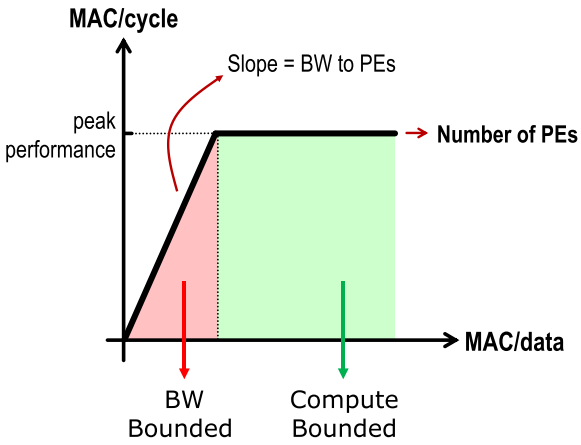 MAC/cycle
Slope = BW to PEs
peak
performance
Number of PEs
MAC/data
BW
Bounded
Compute
Bounded